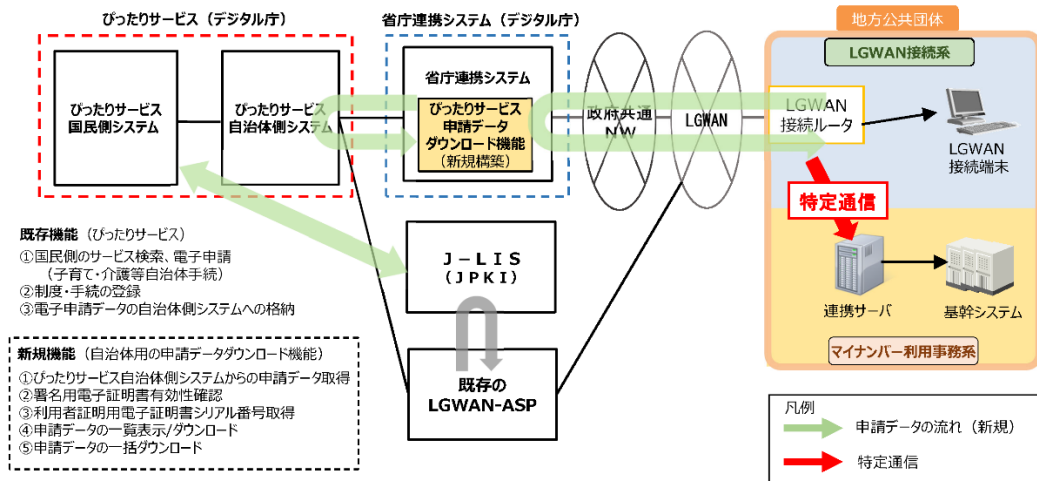 ぴったりサービス（デジタル庁）
ぴったりサービス
国民側システム
ぴったりサービス
自治体側システム
省庁連携システム（デジタル庁）
省庁連携システム
ぴったりサービス
申請データ
ダウンロード機能
（新規構築）
政府共通
NW
LGWAN
地方公共団体
LGWAN接続系
LGWAN
接続ルータ
LGWAN
接続端末
特定通信
連携サーバ
基幹システム
マイナンバー利用事務系
J-LIS
(JPKI)
既存の
LGWAN-ASP
既存機能（ぴったりサービス）
①国民側のサービス検索、電子申請
（子育て・介護等自治体手続）
②制度・手続の登録
③電子申請データの自治体側システムへの格納
新規機能（自治体用の申請データダウンロード機能）
①ぴったりサービス自治体側システムからの申請データ取得
②署名用電子証明書有効性確認
③利用者証明用電子証明書シリアル番号取得
④申請データの一覧表示/ダウンロード
⑤申請データの一括ダウンロード
凡例
申請データの流れ（新規）
特定通信